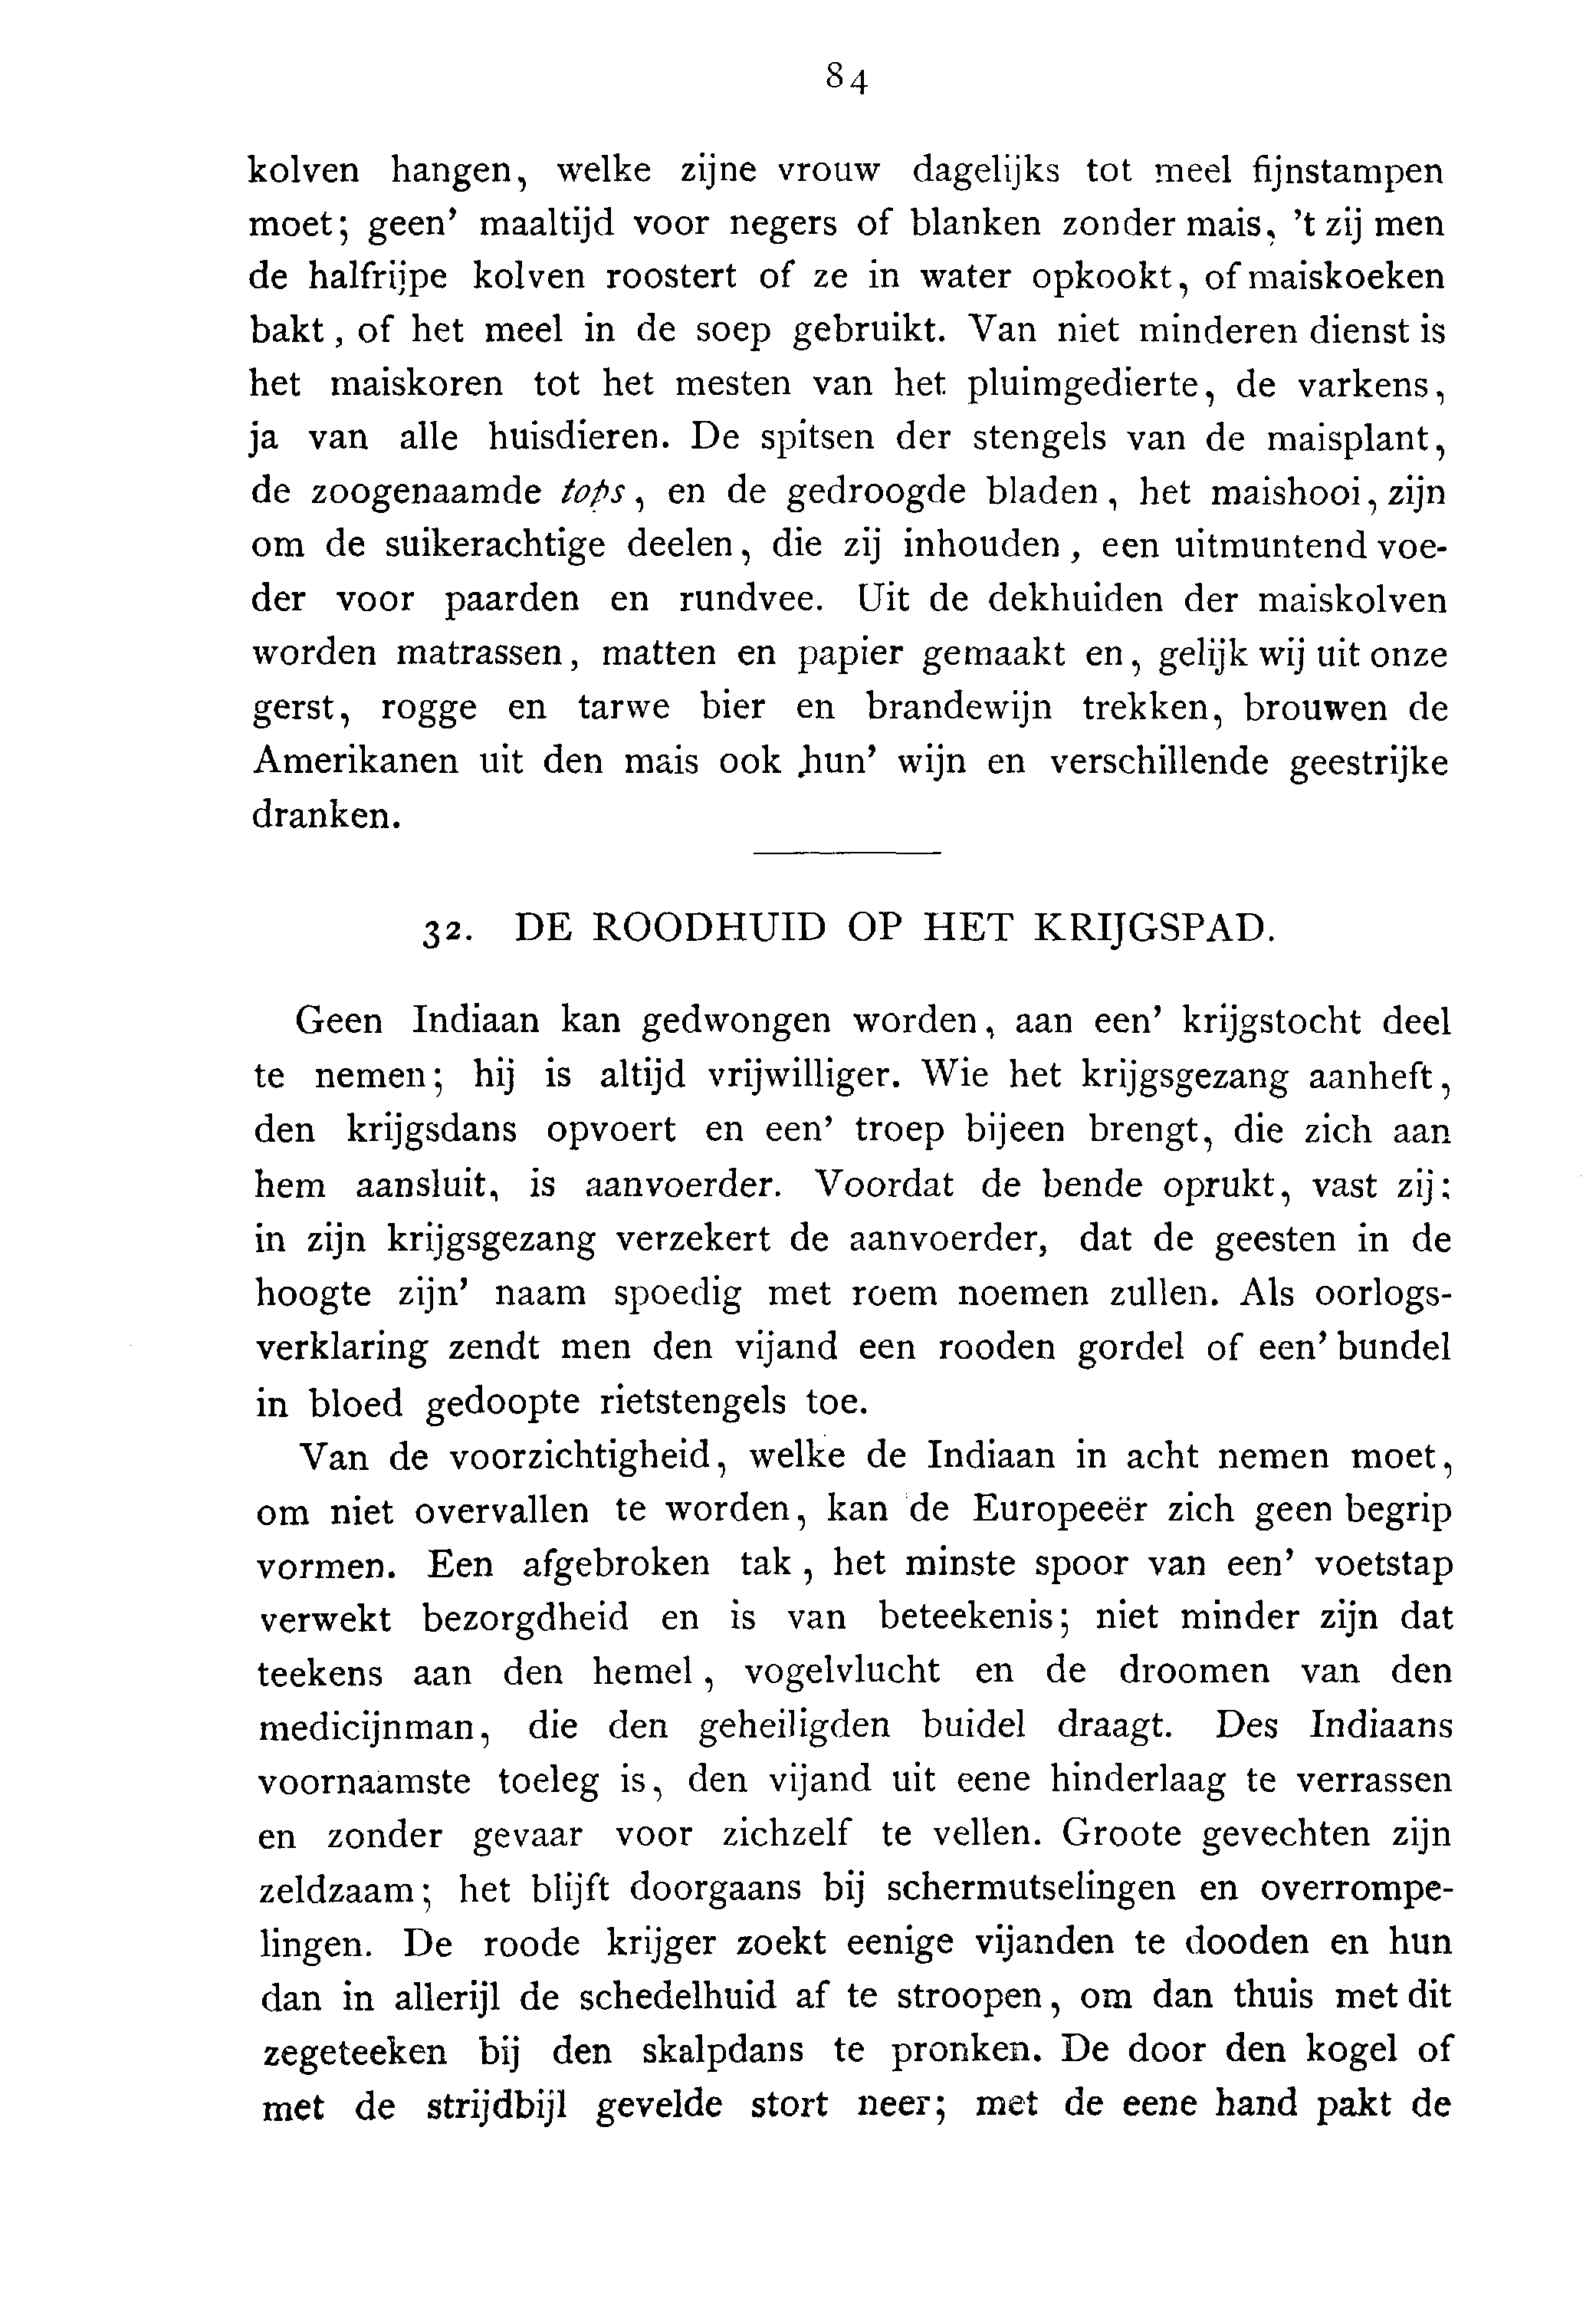 84
kolven hangen, welke zijne vrouw dagelijks tot meel fijnstampen
moet; geen’ maaltijd voor negers of blanken zonder mais, ’t zij men
de halfrijpe kolven roostert of ze in water opkookt, of maiskoeken
bakt, of het meel in de soep gebruikt. Van niet minderen dienst is
het maiskoren tot het mesten van het pluimgedierte, de varkens,
ja van alle huisdieren. De spitsen der stengels van de maisplant,
de zoogenaamde tops, en de gedroogde bladen, het maishooi, zijn
om de suikerachtige deelen, die zij inhouden, een uitmuntend voe-
der voor paarden en rundvee. Uit de dekhuiden der maiskolven
worden matrassen, matten en papier gemaakt en, gelijk wij uit onze
gerst, rogge en tarwe bier en brandewijn trekken, brouwen de
Amerikanen uit den mais ook hun’ wijn en verschillende geestrijke
dranken.
32. DE ROODHUID OP HET KRIJGSPAD.
Geen Indiaan kan gedwongen worden, aan een’ krijgstocht deel
te nemen; hij is altijd vrijwilliger. Wie het krijgsgezang aanheft,
den krijgsdans opvoert en een’ troep bijeen brengt, die zich aan
hem aansluit, is aanvoerder. Voordat de bende oprukt, vast zij:
in zijn krijgsgezang verzekert de aanvoerder, dat de geesten in de
hoogte zijn’ naam spoedig met roem noemen zullen. Als oorlogs-
verklaring zendt men den vijand een rooden gordel of een’ bundel
in bloed gedoopte rietstengels toe.
Van de voorzichtigheid, welke de Indiaan in acht nemen moet,
om niet overvallen te worden, kan de Europeeër zich geen begrip
vormen. Een afgebroken tak, het minste spoor van een’ voetstap
verwekt bezorgdheid en is van beteekenis; niet minder zijn dat
teekens aan den hemel, vogelvlucht en de droomen van den
medicijnman, die den geheiligden buidel draagt. Des Indiaans
voornaamste toeleg is, den vijand uit eene hinderlaag te verrassen
en zonder gevaar voor zichzelf te vellen. Groote gevechten zijn
zeldzaam; het blijft doorgaans bij schermutselingen en overrompe-
lingen. De roode krijger zoekt eenige vijanden te dooden en hun
dan in allerijl de schedelhuid af te stroopen, om dan thuis met dit
zegeteeken bij den skalpdans te pronken. De door den kogel of
met de strijdbijl gevelde stort neer; met de eene hand pakt de